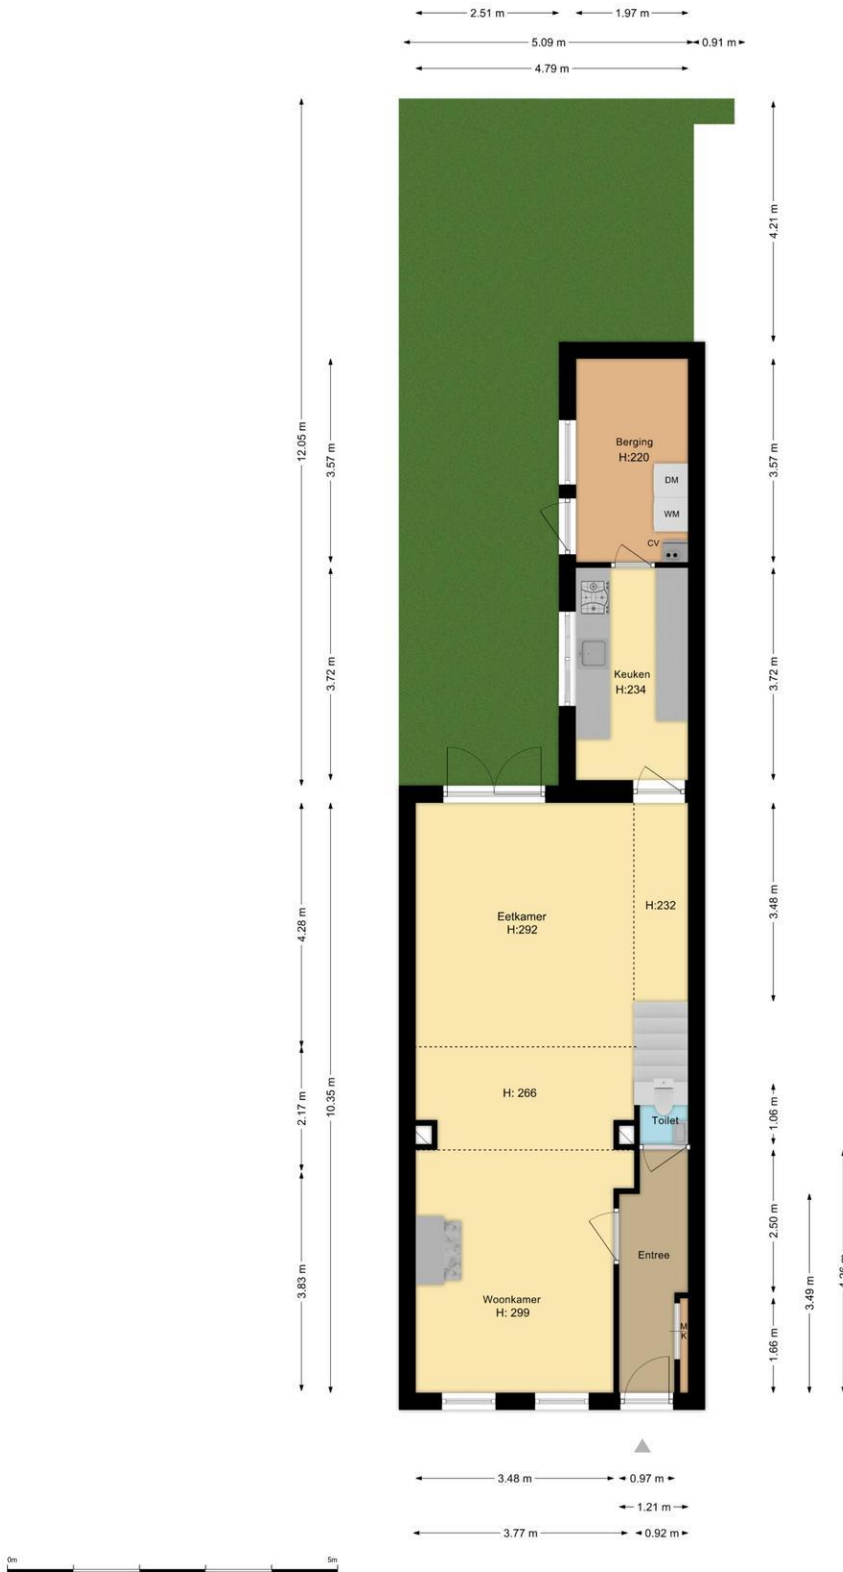 2.51 m
1.97 m
5.09 m
0.91 m
4.79 m
4.21 m
12.05 m
3.57 m
Berging
H:220
DM
WM
CV
3.57 m
3.72 m
Keuken
H:234
3.72 m
4.28 m
Eetkamer
H:292
H:232
3.48 m
2.17 m
10.35 m
H: 266
Toilet
1.06 m
3.83 m
Entree
2.50 m
3.49 m
Woonkamer
H: 299
M
K
1.66 m
3.48 m
0.97 m
1.21 m
3.77 m
0.92 m
0m
5m